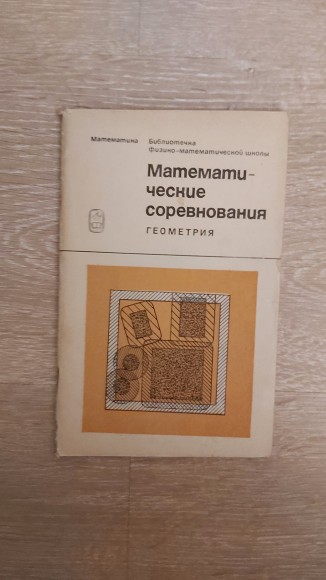 Математика
Библиотечка
Физико-математической школы
Математи-
ческие
соревнования
ГЕОМЕТРИЯ